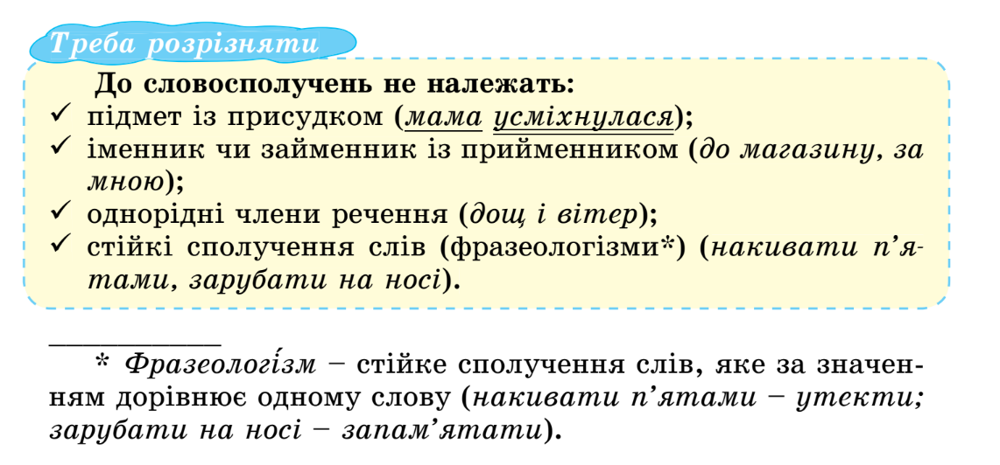 Треба розрізняти
До словосполучень не належать:
✓ підмет із присудком (мама усміхнулася);
✓ іменник чи займенник із прийменником (до магазину, за
мною);
✓ однорідні члени речення (дощ і вітер);
✓ стійкі сполучення слів (фразеологізми*) (накивати п’я-
тами, зарубати на носі).
* Фразеологі́зм – стійке сполучення слів, яке за значен-
ням дорівнює одному слову (накивати п’ятами – утекти;
зарубати на носі – запам’ятати).